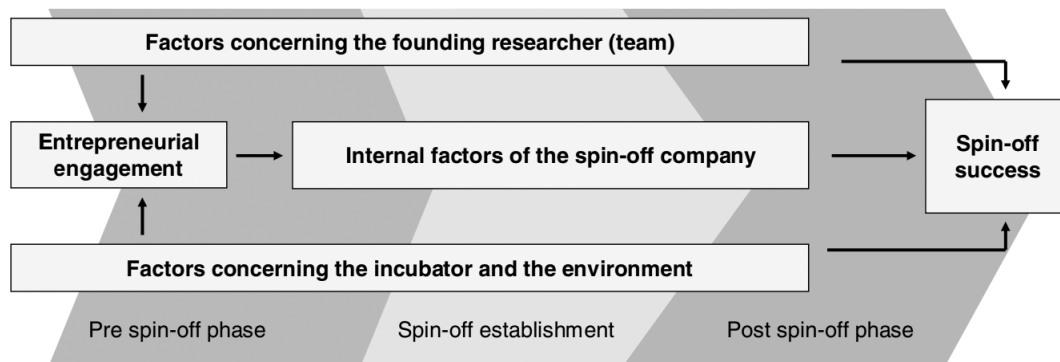 Factors concerning the founding researcher (team)
Entrepreneurial
engagement
Internal factors of the spin-off company
Spin-off
success
Factors concerning the incubator and the environment
Pre spin-off phase
Spin-off establishment
Post spin-off phase